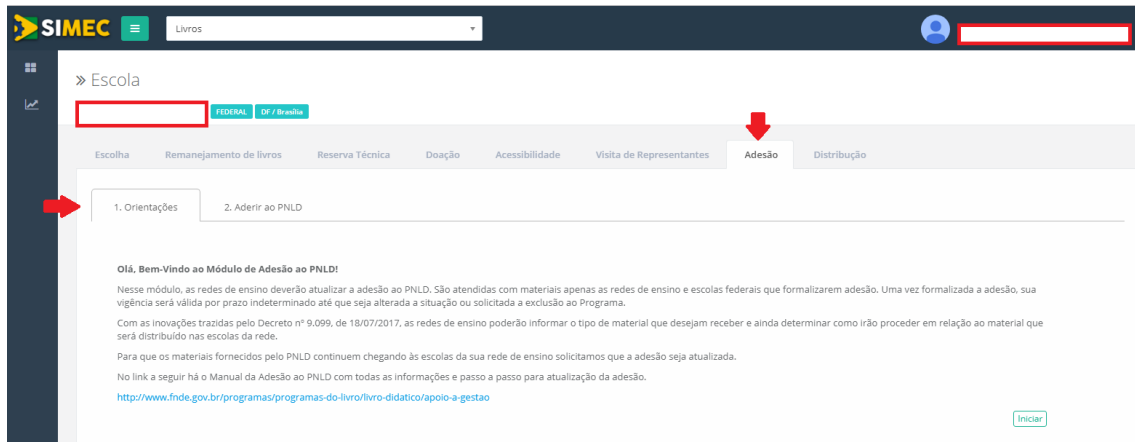 SIMEC
Livros
» Escola
FEDERAL DF / Brasília
Escolha Remanejamento de livros Reserva Técnica Doação Acessibilidade Visita de Representantes Adesão Distribuição
1. Orientações 2. Aderir ao PNLD
Olá, Bem-Vindo ao Módulo de Adesão ao PNLD!
Nesse módulo, as redes de ensino deverão atualizar a adesão ao PNLD. São atendidas com materiais apenas as redes de ensino e escolas federais que formalizarem adesão. Uma vez formalizada a adesão, sua
vigência será válida por prazo indeterminado até que seja alterada a situação ou solicitada a exclusão ao Programa.
Com as inovações trazidas pelo Decreto nº 9.099, de 18/07/2017, as redes de ensino poderão informar o tipo de material que desejam receber e ainda determinar como irão proceder em relação ao material que
será distribuído nas escolas da rede.
Para que os materiais fornecidos pelo PNLD continuem chegando às escolas da sua rede de ensino solicitamos que a adesão seja atualizada.
No link a seguir há o Manual da Adesão ao PNLD com todas as informações e passo a passo para atualização da adesão.
http://www.fnde.gov.br/programas/programas-do-livro/livro-didatico/apoio-a-gestao
Iniciar